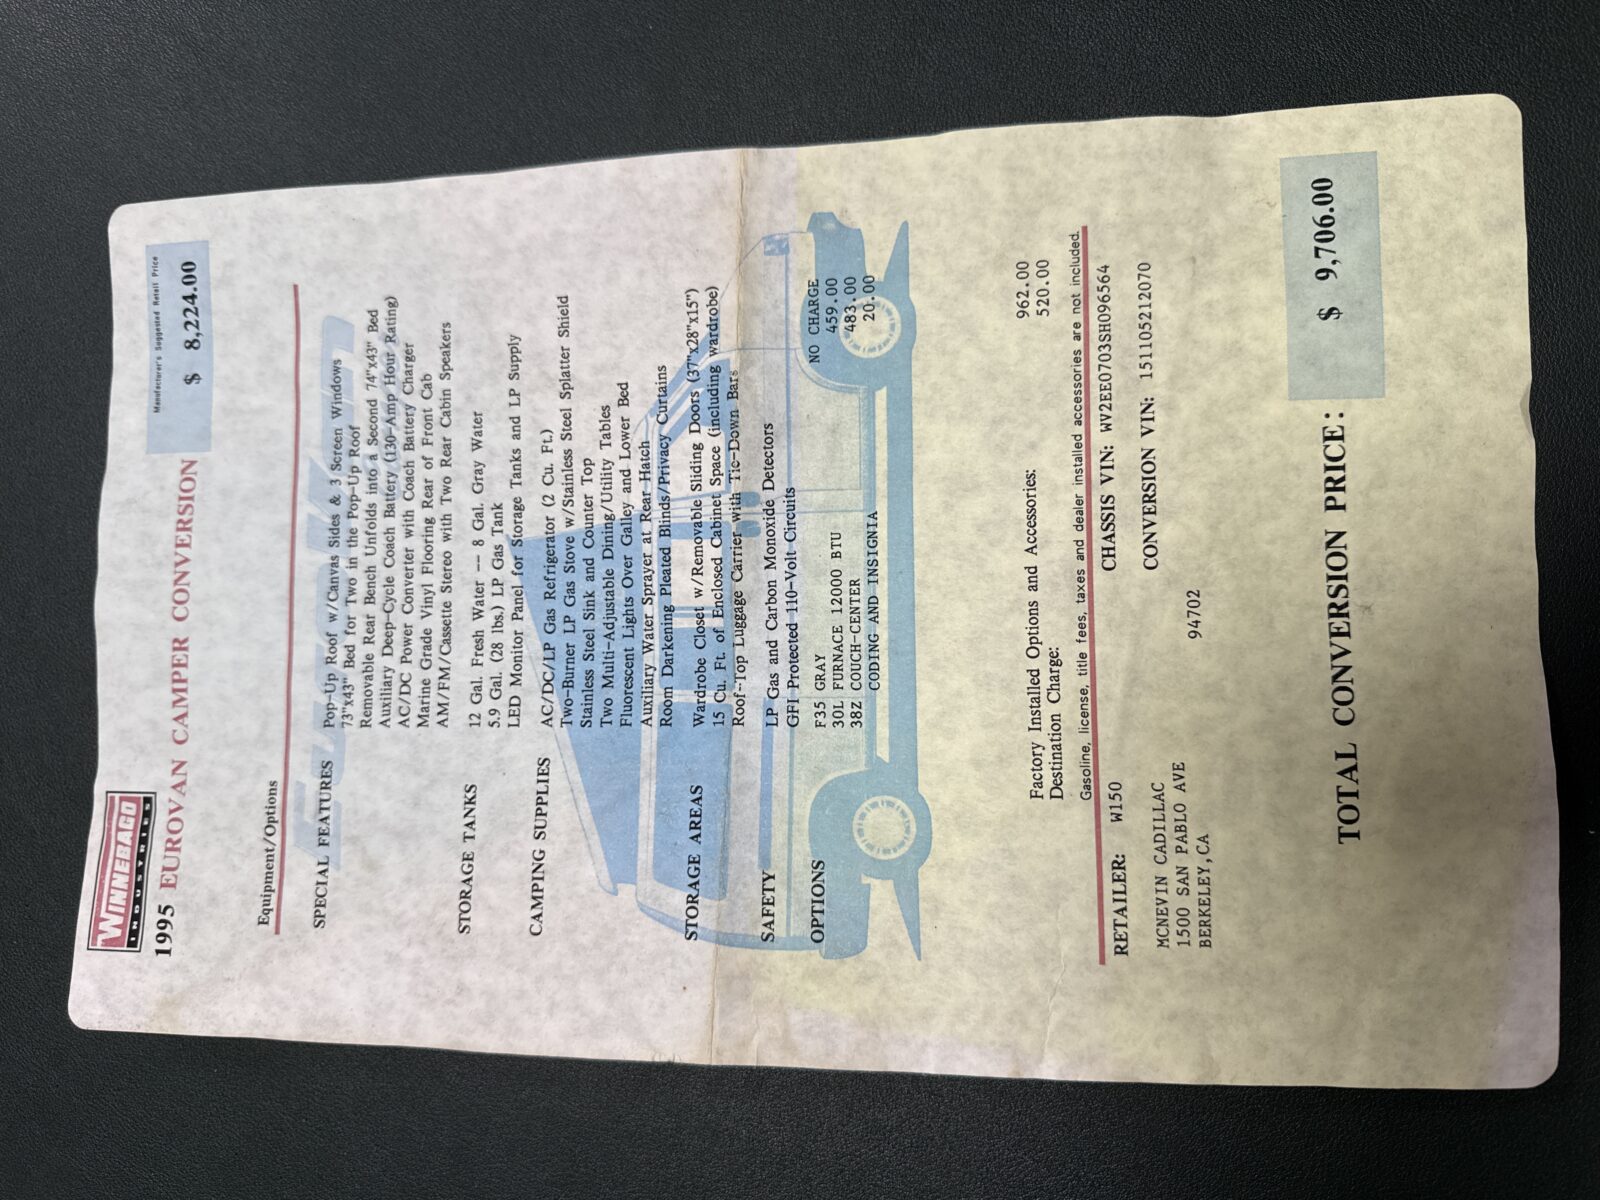 WINNEBAGO
INDUSTRIES
Manufacturer's Suggested Retail Price
1995 EUROVAN CAMPER CONVERSION $ 8,224.00
Equipment/Options
EuroVan
SPECIAL FEATURES Pop-Up Roof w/Canvas Sides & 3 Screen Windows
73"x43" Bed for Two in the Pop-Up Roof
Removable Rear Bench Unfolds into a Second 74"x43" Bed
Auxiliary Deep-Cycle Coach Battery (130-Amp Hour Rating)
AC/DC Power Converter with Coach Battery Charger
Marine Grade Vinyl Flooring Rear of Front Cab
AM/FM/Cassette Stereo with Two Rear Cabin Speakers
STORAGE TANKS 12 Gal. Fresh Water -- 8 Gal. Gray Water
5.9 Gal. (28 lbs.) LP Gas Tank
LED Monitor Panel for Storage Tanks and LP Supply
CAMPING SUPPLIES AC/DC/LP Gas Refrigerator (2 Cu. Ft.)
Two-Burner LP Gas Stove w/Stainless Steel Splatter Shield
Stainless Steel Sink and Counter Top
Two Multi-Adjustable Dining/Utility Tables
Fluorescent Lights Over Galley and Lower Bed
Auxiliary Water Sprayer at Rear Hatch
Room Darkening Pleated Blinds/Privacy Curtains
STORAGE AREAS Wardrobe Closet w/Removable Sliding Doors (37"x28"x15")
15 Cu. Ft. of Enclosed Cabinet Space (including wardrobe)
Roof-Top Luggage Carrier with Tie-Down Bars
SAFETY LP Gas and Carbon Monoxide Detectors
GFI Protected 110-Volt Circuits
OPTIONS F35 GRAY NO CHARGE
30L FURNACE 12000 BTU 459.00
38Z COUCH-CENTER 483.00
CODING AND INSIGNIA 20.00
Factory Installed Options and Accessories: 962.00
Destination Charge: 520.00
Gasoline, license, title fees, taxes and dealer installed accessories are not included.
RETAILER: W150 CHASSIS VIN: WV2EE0703SH096564
CONVERSION VIN: 151105212070
MCNEVIN CADILLAC
1500 SAN PABLO AVE
BERKELEY,CA 94702
TOTAL CONVERSION PRICE: $ 9,706.00